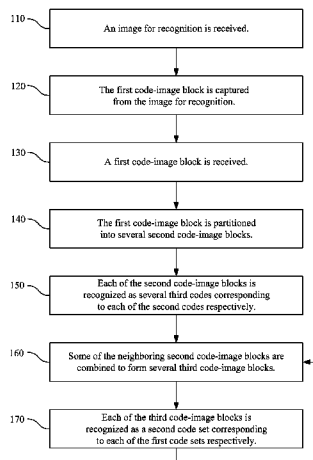 110
An image for recognition is received.
120
The first code-image block is captured
from the image for recognition.
130
A first code-image block is received.
140
The first code-image block is partitioned
into several second code-image blocks.
150
Each of the second code-image blocks is
recognized as several third codes corresponding
to each of the second codes respectively.
160
Some of the neighboring second code-image blocks are
combined to form several third code-image blocks.
170
Each of the third code-image blocks is
recognized as a second code set corresponding
to each of the first code sets respectively.